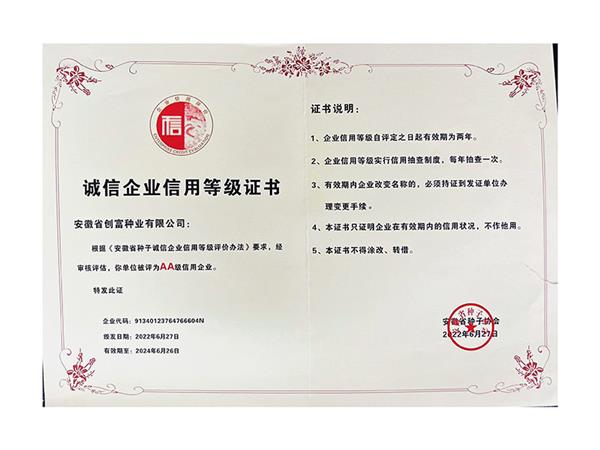 信
诚信企业信用等级证书
安徽省创富种业有限公司：
根据《安徽省种子诚信企业信用等级评价办法》要求，经
审核评估，你单位被评为AA级信用企业。
特发此证
企业代码：91340123764766604N
颁发日期：2022年6月27日
有效期至：2024年6月26日
证书说明：
1、企业信用等级自评定之日起有效期为两年。
2、企业信用等级实行信用抽查制度，每年抽查一次。
3、有效期内企业改变名称的，必须持证到发证单位办
理变更手续。
4、本证书只证明企业在有效期内的信用状况，不作他用。
5、本证书不得涂改、转借。
安徽省种子协会
2022年6月27日